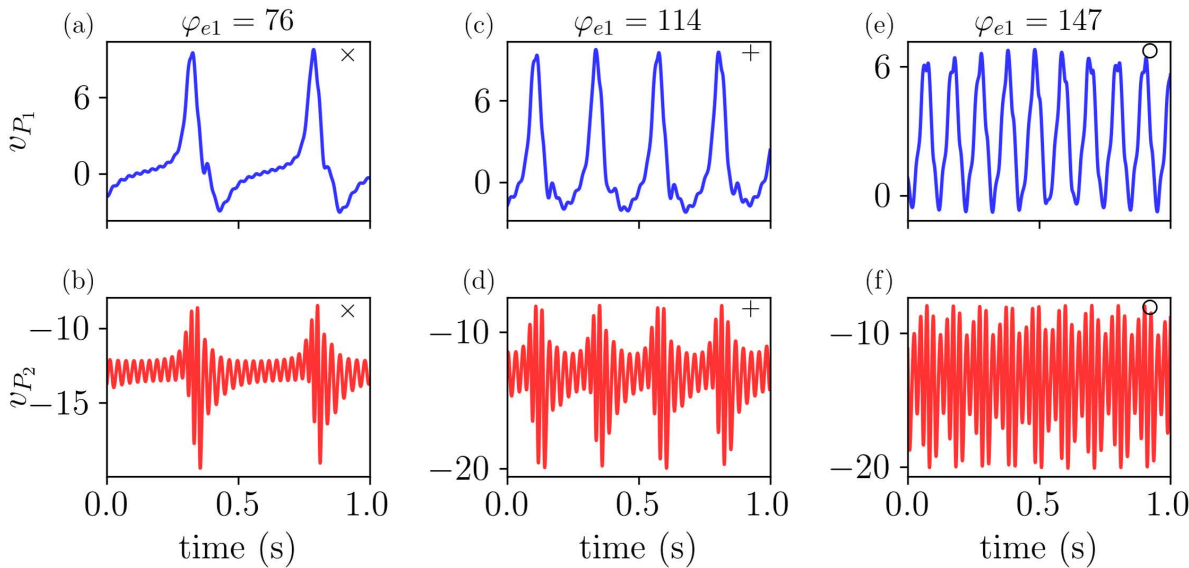 (a) φe1 = 76 (c) φe1 = 114 (e) φe1 = 147
× + ○
6 6 6
vP1
0 0 0
(b) (d) (f)
× + ○
−10 −10 −10
vP2
−15
−20 −20
0.0 0.5 1.0 0.0 0.5 1.0 0.0 0.5 1.0
time (s) time (s) time (s)